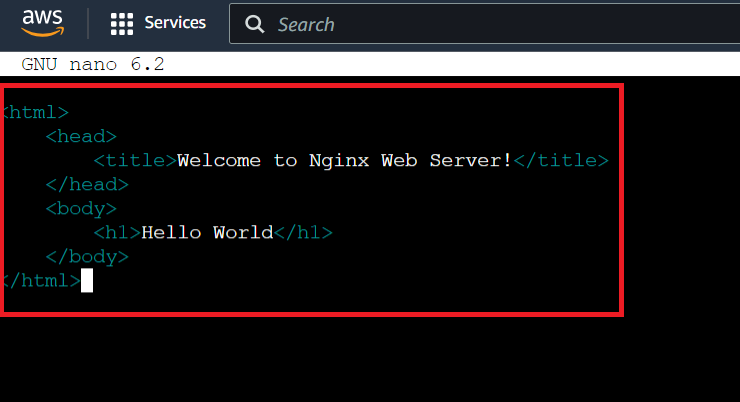 aws
Services
Search
GNU nano 6.2
<html>
    <head>
        <title>Welcome to Nginx Web Server!</title>
    </head>
    <body>
        <h1>Hello World</h1>
    </body>
</html>